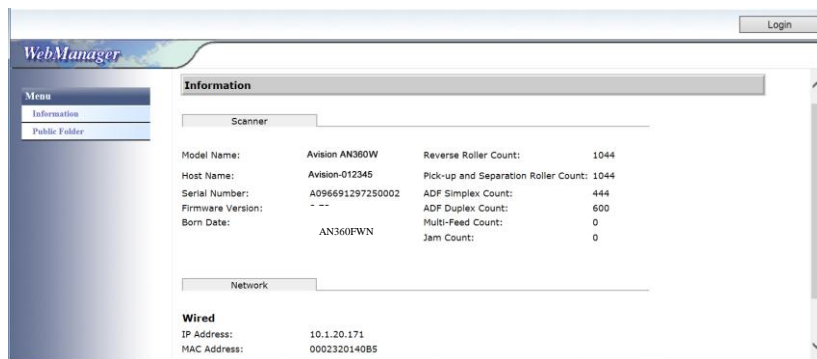 Login
WebManager
Menu
Information
Public Folder
Information
Scanner
Model Name: Avision AN360W Reverse Roller Count: 1044
Host Name: Avision-012345 Pick-up and Separation Roller Count: 1044
Serial Number: A096691297250002 ADF Simplex Count: 444
Firmware Version: ADF Duplex Count: 600
Born Date: AN360FWN Multi-Feed Count: 0
Jam Count: 0
Network
Wired
IP Address: 10.1.20.171
MAC Address: 0002320140B5